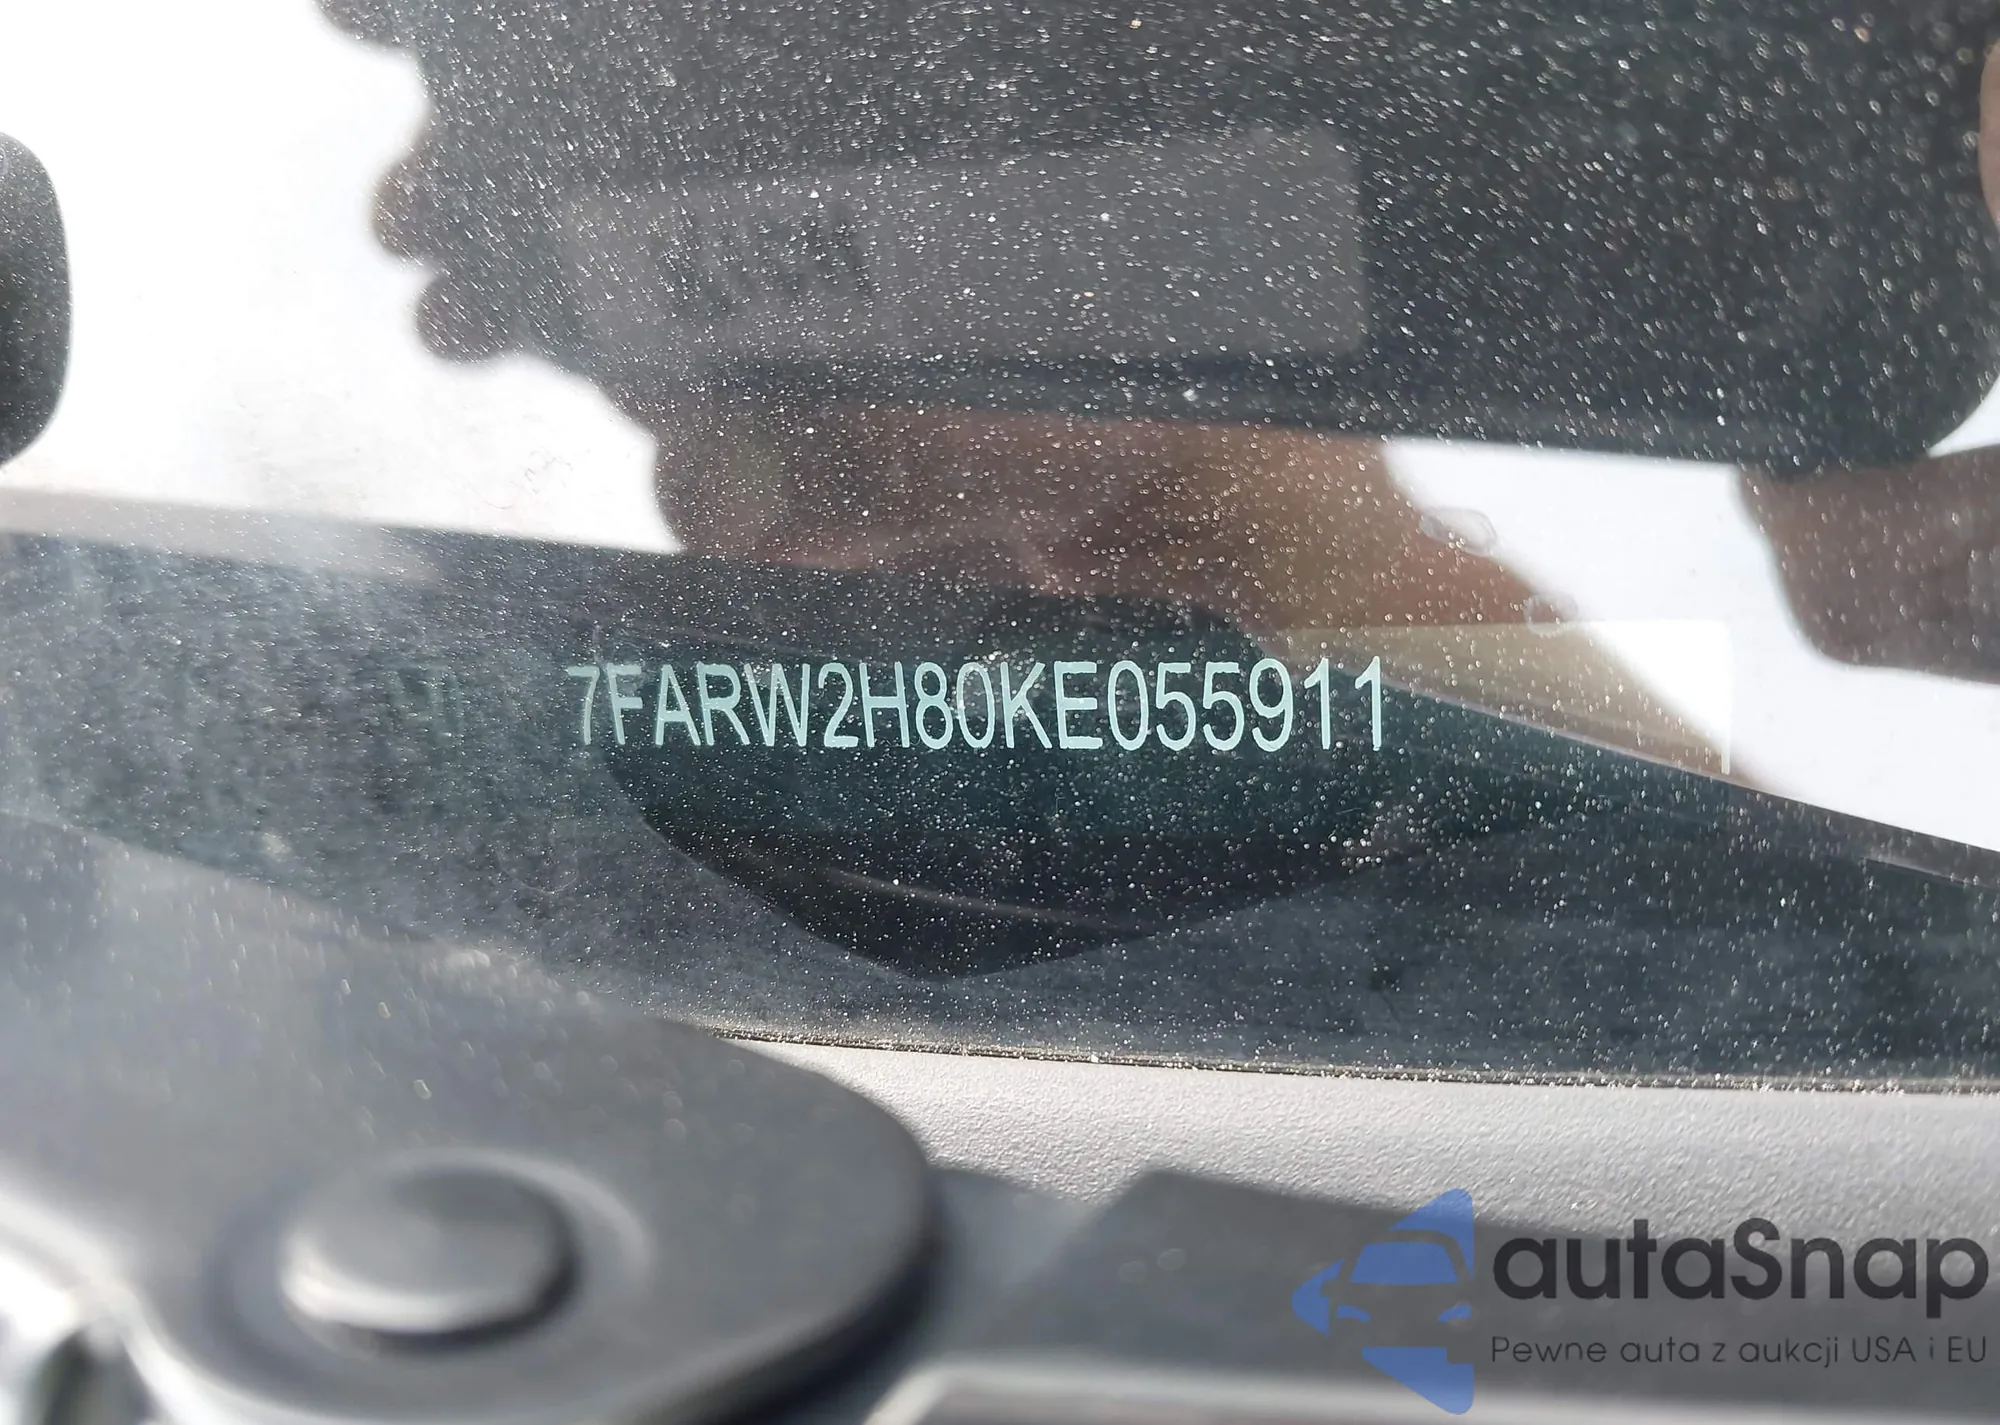 7FARW2H80KE055911
autaSnap
Pewne auta z aukcji USA i EU